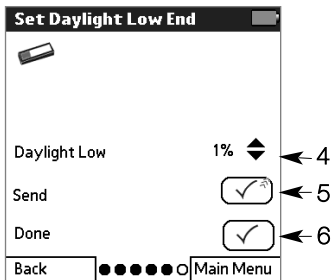 Set Daylight Low End
Daylight Low 1% 4
Send 5
Done 6
Back Main Menu